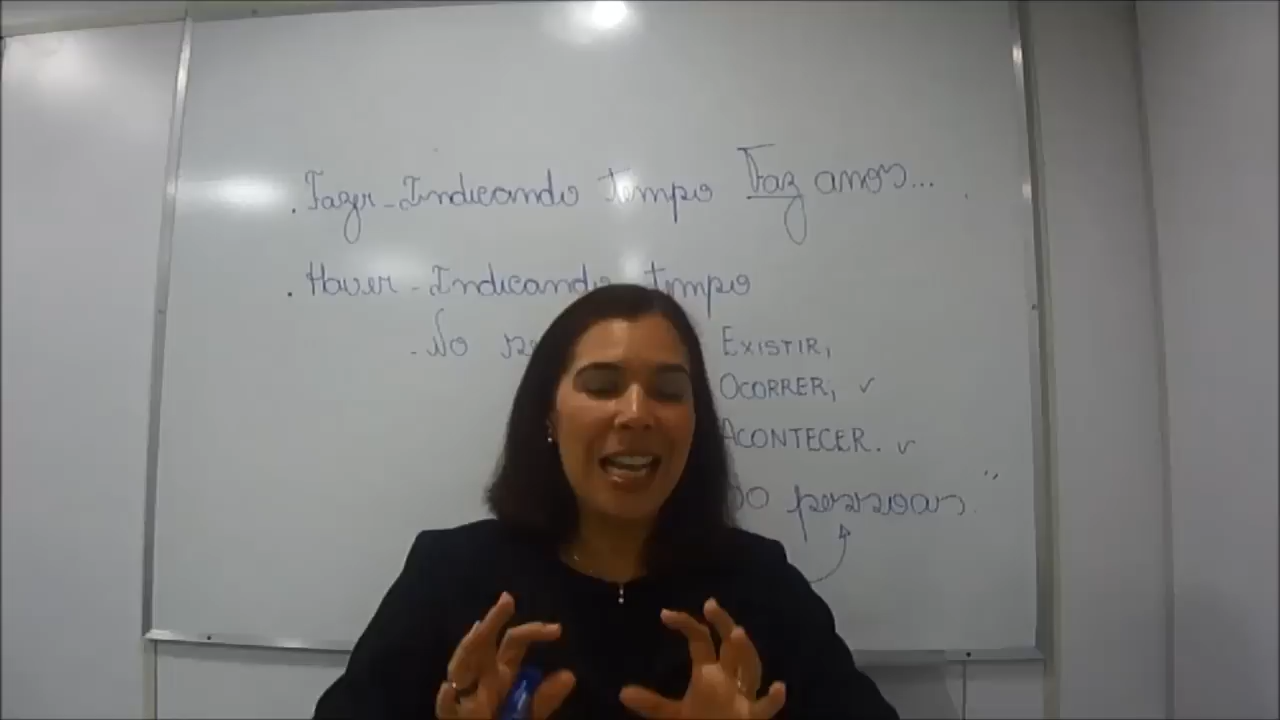 . Fazer - Indicando tempo Faz anos...
. Haver - Indicando tempo
- No EXISTIR,
OCORRER, ✓
ACONTECER. ✓
pessoas."